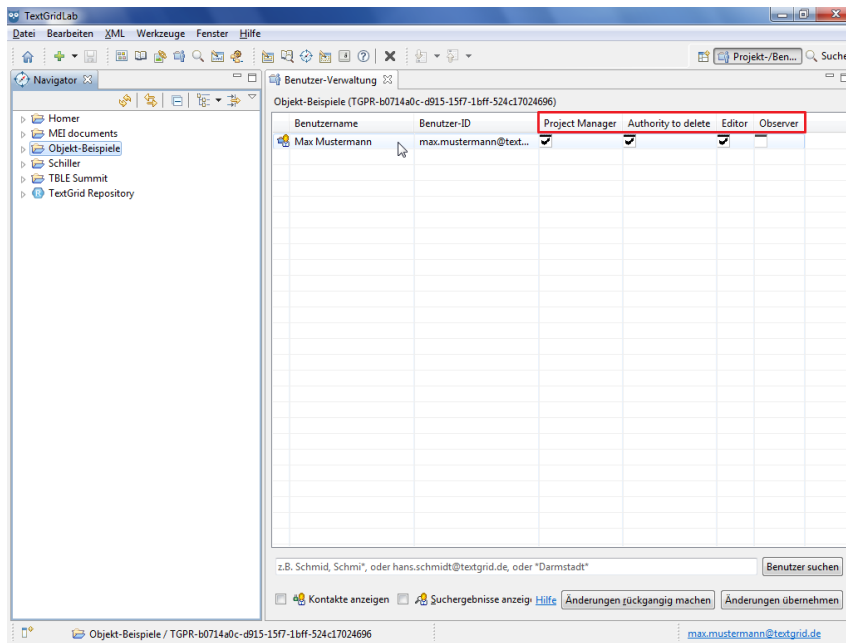 TextGridLab
Datei Bearbeiten XML Werkzeuge Fenster Hilfe
Projekt-/Ben... Suche
Navigator
Benutzer-Verwaltung
Objekt-Beispiele (TGPR-b0714a0c-d915-15f7-1bff-524c17024696)
Homer
MEI documents
Objekt-Beispiele
Schiller
TBLE Summit
TextGrid Repository
Benutzername Benutzer-ID Project Manager Authority to delete Editor Observer
Max Mustermann max.mustermann@text...
z.B. Schmid, Schmi*, oder hans.schmidt@textgrid.de, oder *Darmstadt* Benutzer suchen
Kontakte anzeigen Suchergebnisse anzeig Hilfe Änderungen rückgangig machen Änderungen übernehmen
Objekt-Beispiele / TGPR-b0714a0c-d915-15f7-1bff-524c17024696 max.mustermann@textgrid.de